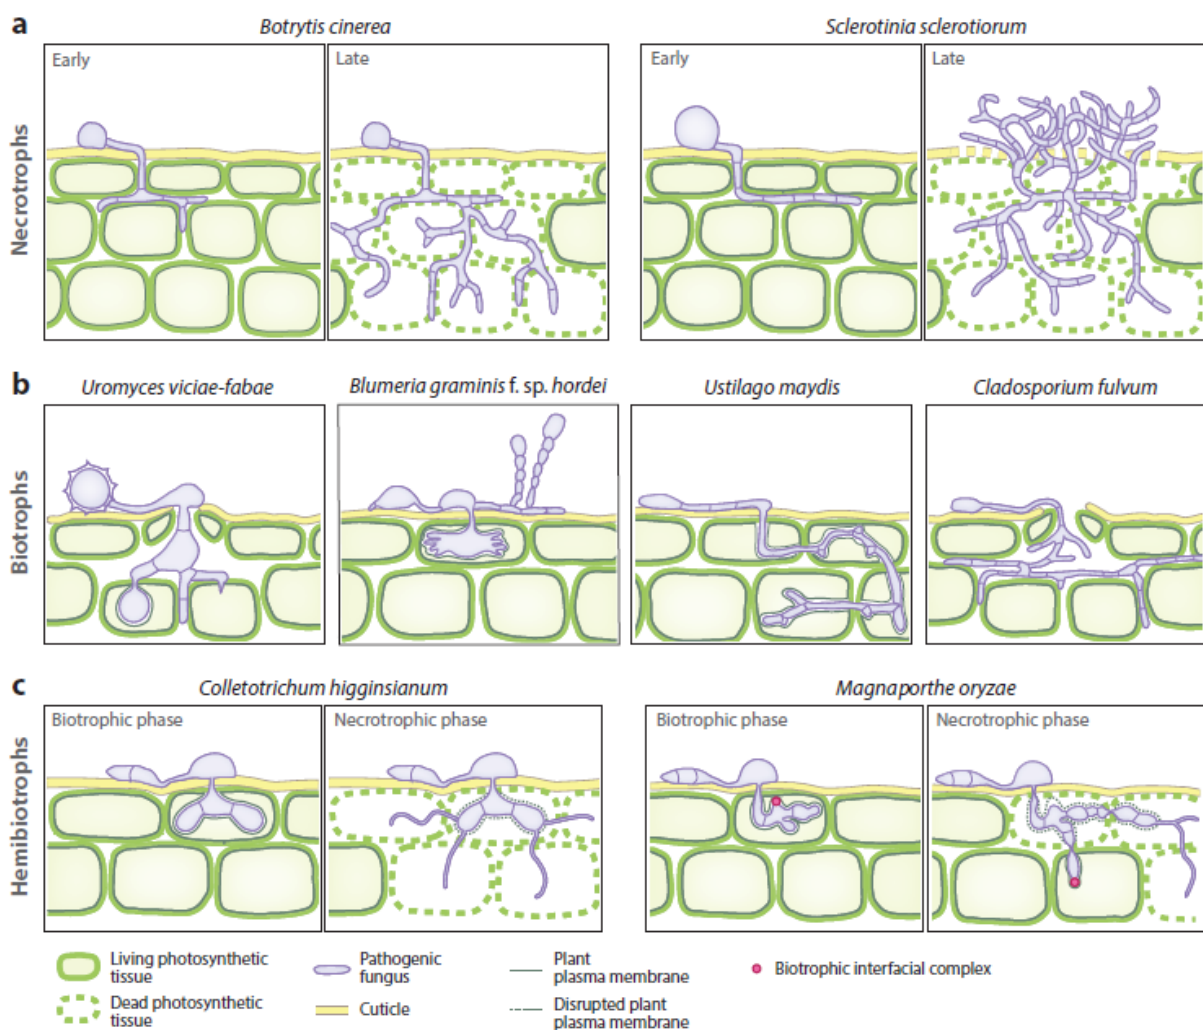 a
Botrytis cinerea
Sclerotinia sclerotiorum
Necrotrophs
Early
Late
Early
Late
b
Uromyces viciae-fabae
Blumeria graminis f. sp. hordei
Ustilago maydis
Cladosporium fulvum
Biotrophs
c
Colletotrichum higginsianum
Magnaporthe oryzae
Hemibiotrophs
Biotrophic phase
Necrotrophic phase
Biotrophic phase
Necrotrophic phase
Living photosynthetic
tissue
Dead photosynthetic
tissue
Pathogenic
fungus
Cuticle
Plant
plasma membrane
Disrupted plant
plasma membrane
Biotrophic interfacial complex